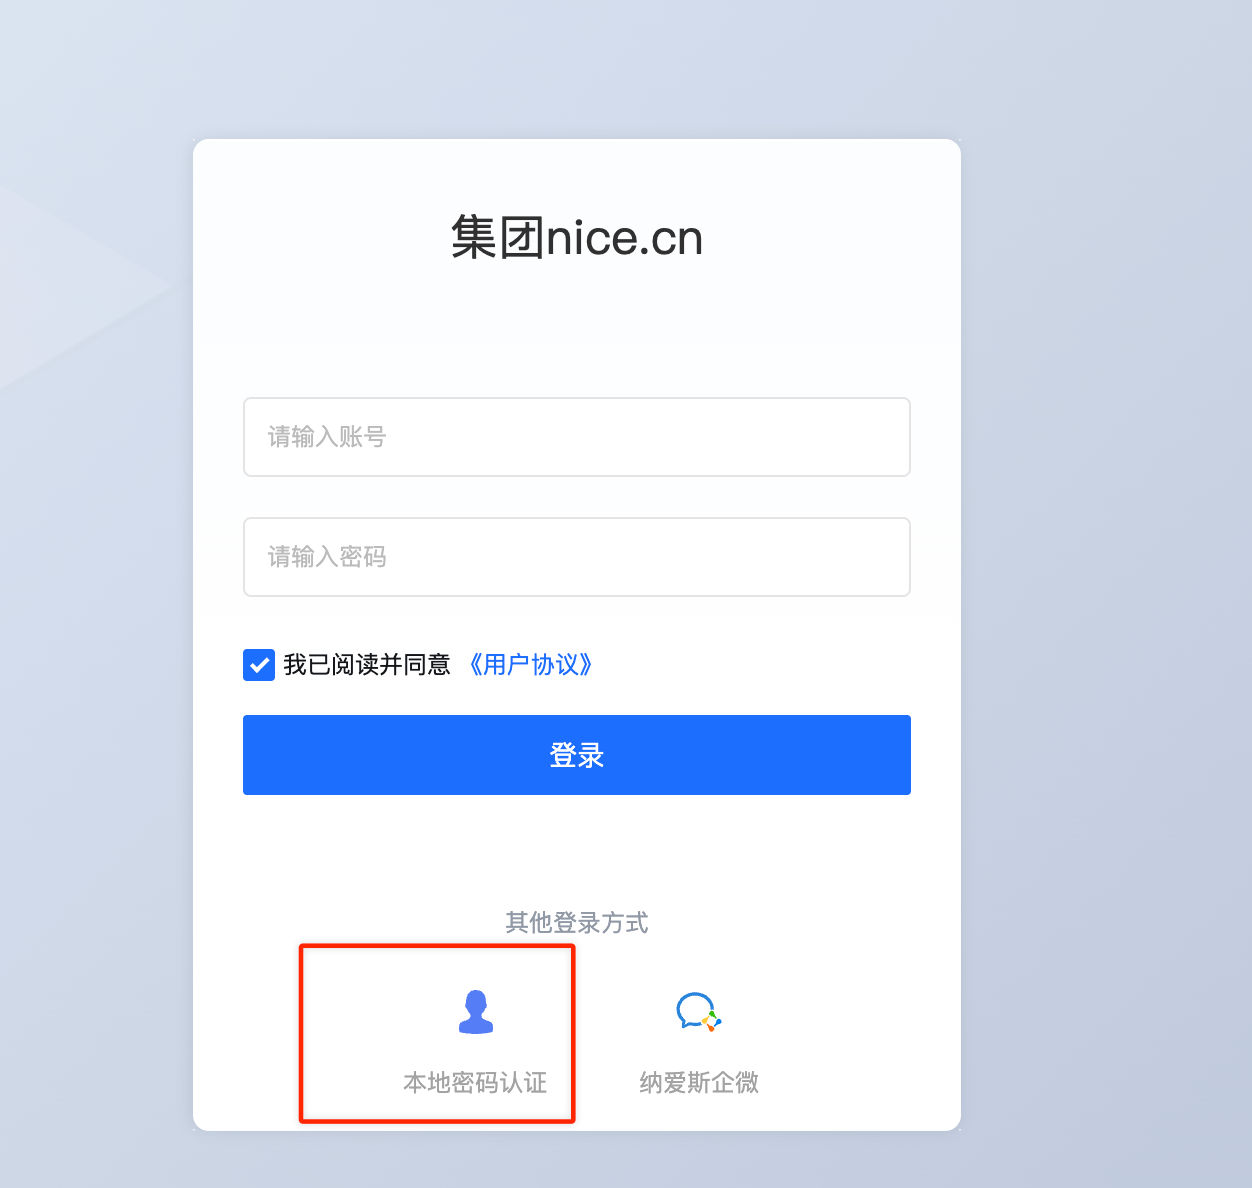 集团nice.cn
请输入账号
请输入密码
我已阅读并同意 《用户协议》
登录
其他登录方式
本地密码认证
纳爱斯企微